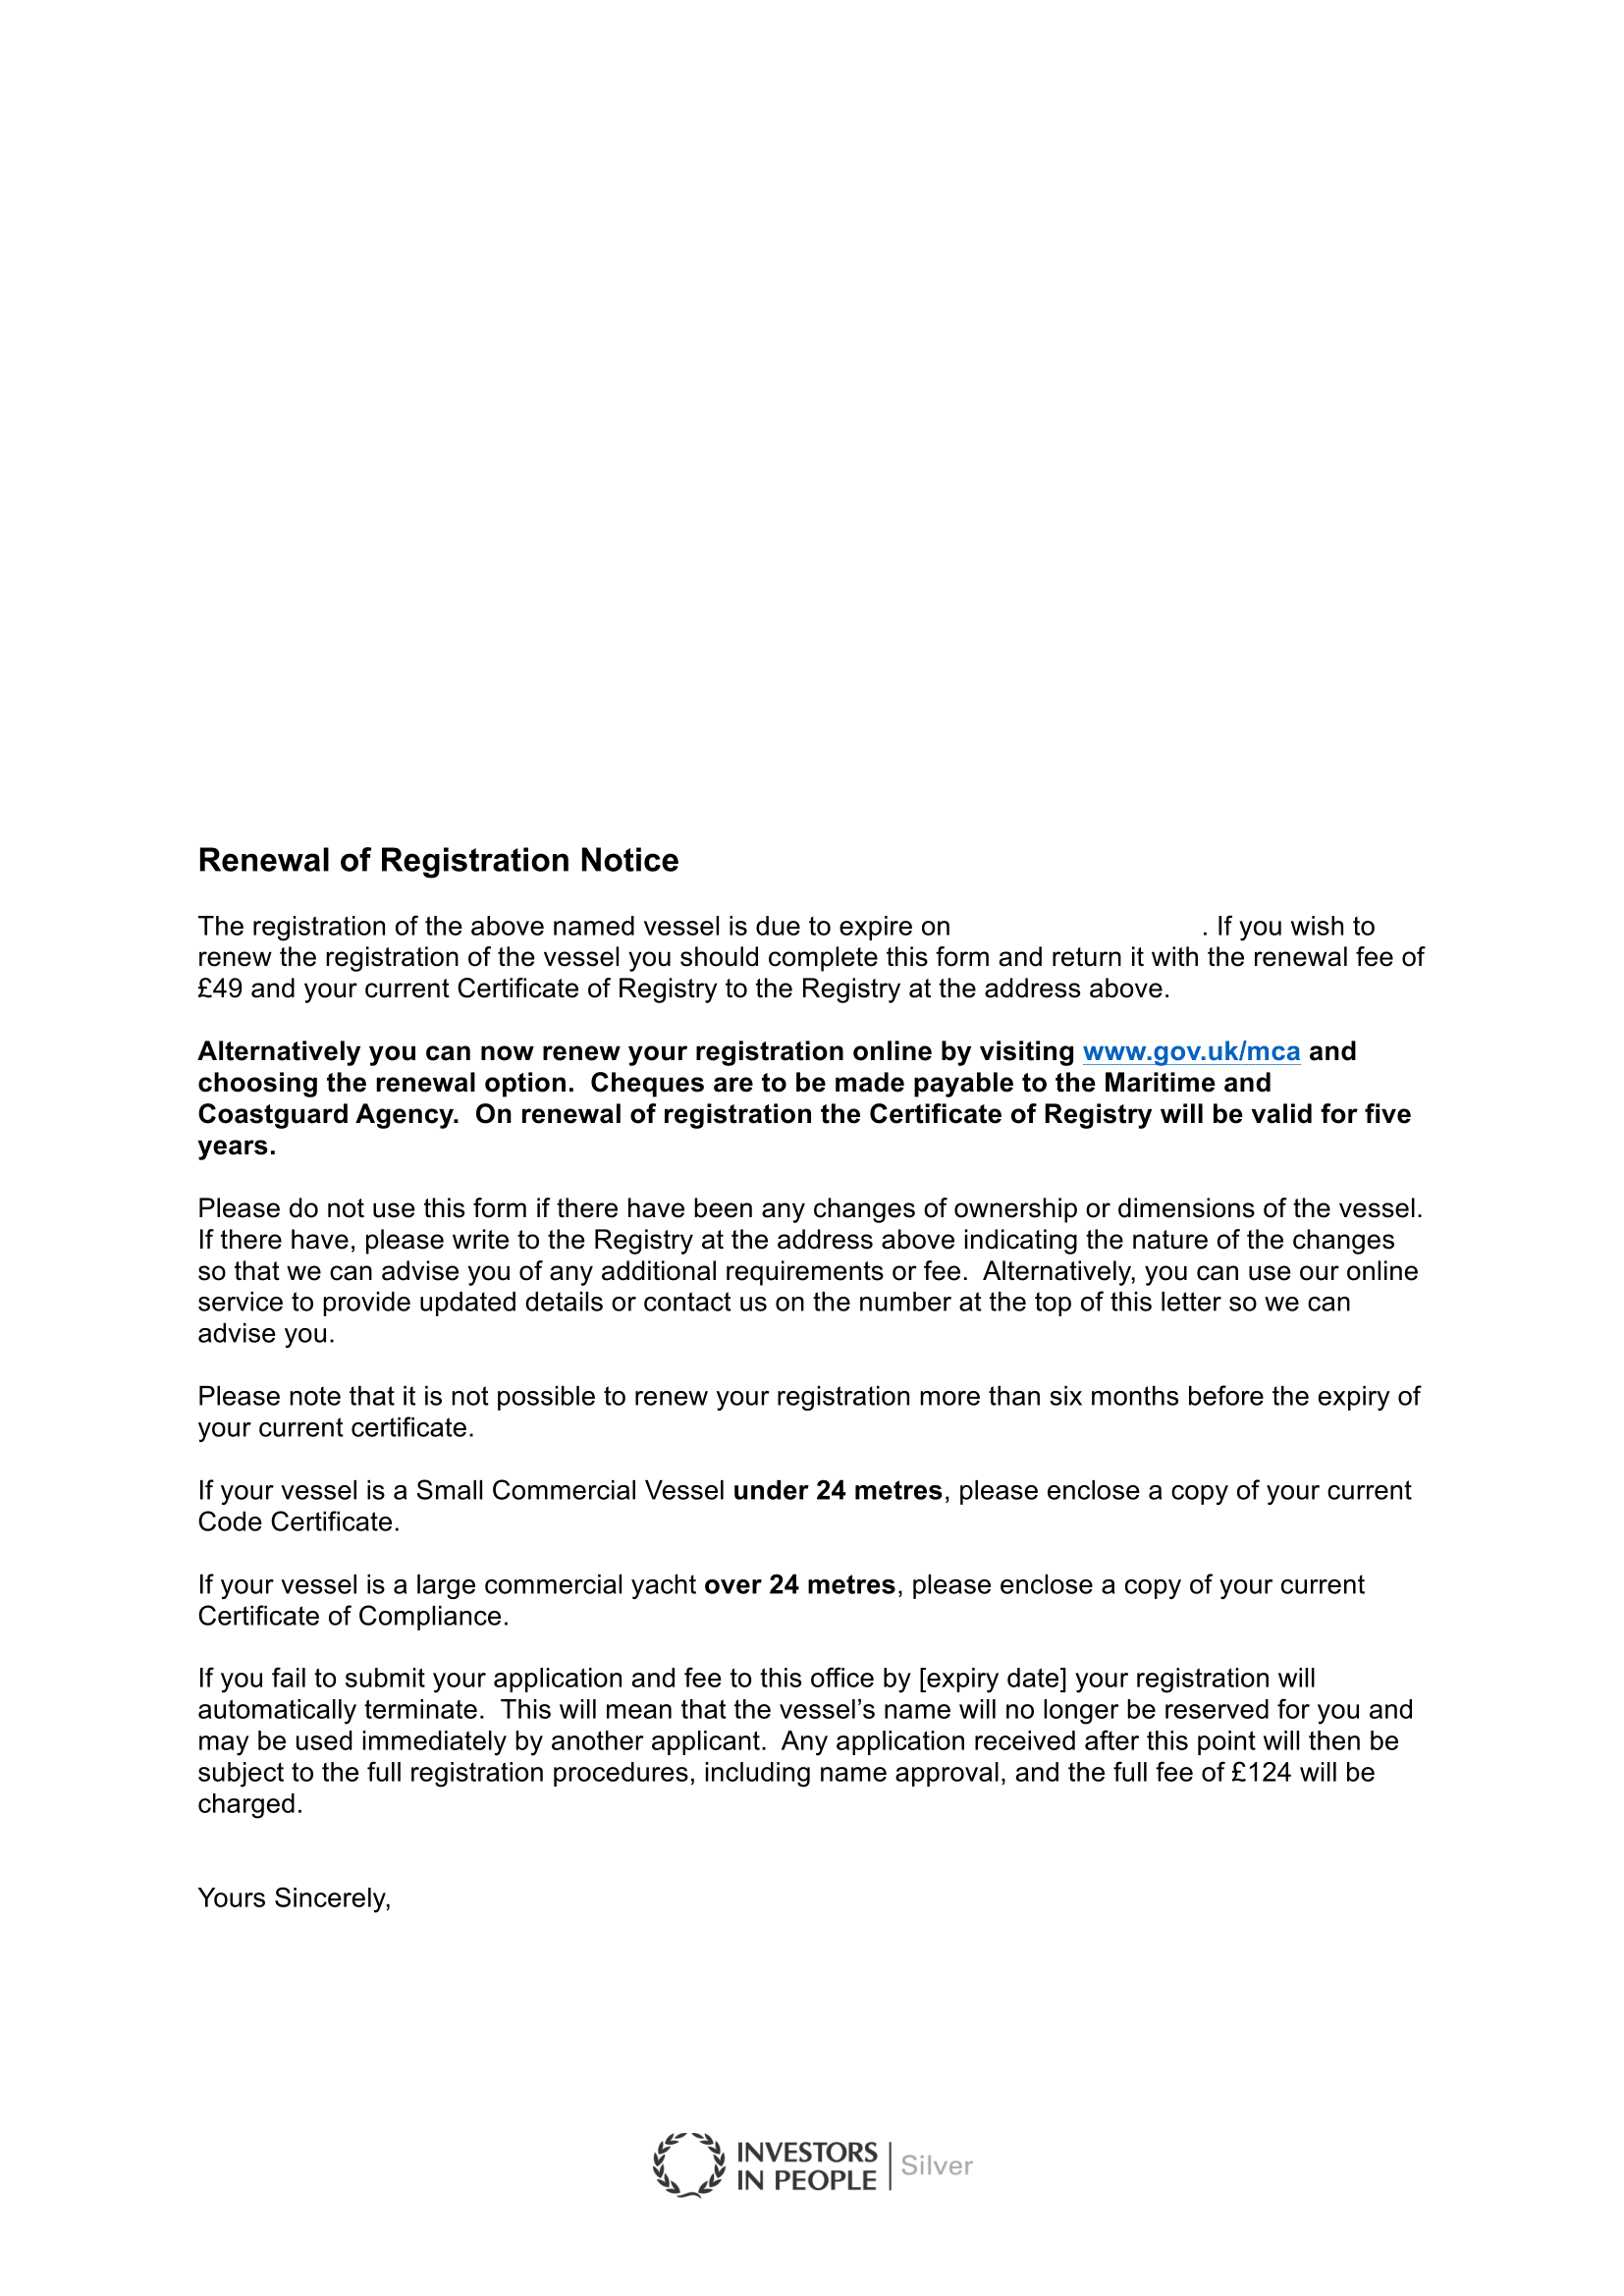 Renewal of Registration Notice
The registration of the above named vessel is due to expire on . If you wish to
renew the registration of the vessel you should complete this form and return it with the renewal fee of
£49 and your current Certificate of Registry to the Registry at the address above.
Alternatively you can now renew your registration online by visiting www.gov.uk/mca and
choosing the renewal option.  Cheques are to be made payable to the Maritime and
Coastguard Agency.  On renewal of registration the Certificate of Registry will be valid for five
years.
Please do not use this form if there have been any changes of ownership or dimensions of the vessel.
If there have, please write to the Registry at the address above indicating the nature of the changes
so that we can advise you of any additional requirements or fee.  Alternatively, you can use our online
service to provide updated details or contact us on the number at the top of this letter so we can
advise you.
Please note that it is not possible to renew your registration more than six months before the expiry of
your current certificate.
If your vessel is a Small Commercial Vessel under 24 metres, please enclose a copy of your current
Code Certificate.
If your vessel is a large commercial yacht over 24 metres, please enclose a copy of your current
Certificate of Compliance.
If you fail to submit your application and fee to this office by [expiry date] your registration will
automatically terminate.  This will mean that the vessel’s name will no longer be reserved for you and
may be used immediately by another applicant.  Any application received after this point will then be
subject to the full registration procedures, including name approval, and the full fee of £124 will be
charged.
Yours Sincerely,
INVESTORS
IN PEOPLE
Silver